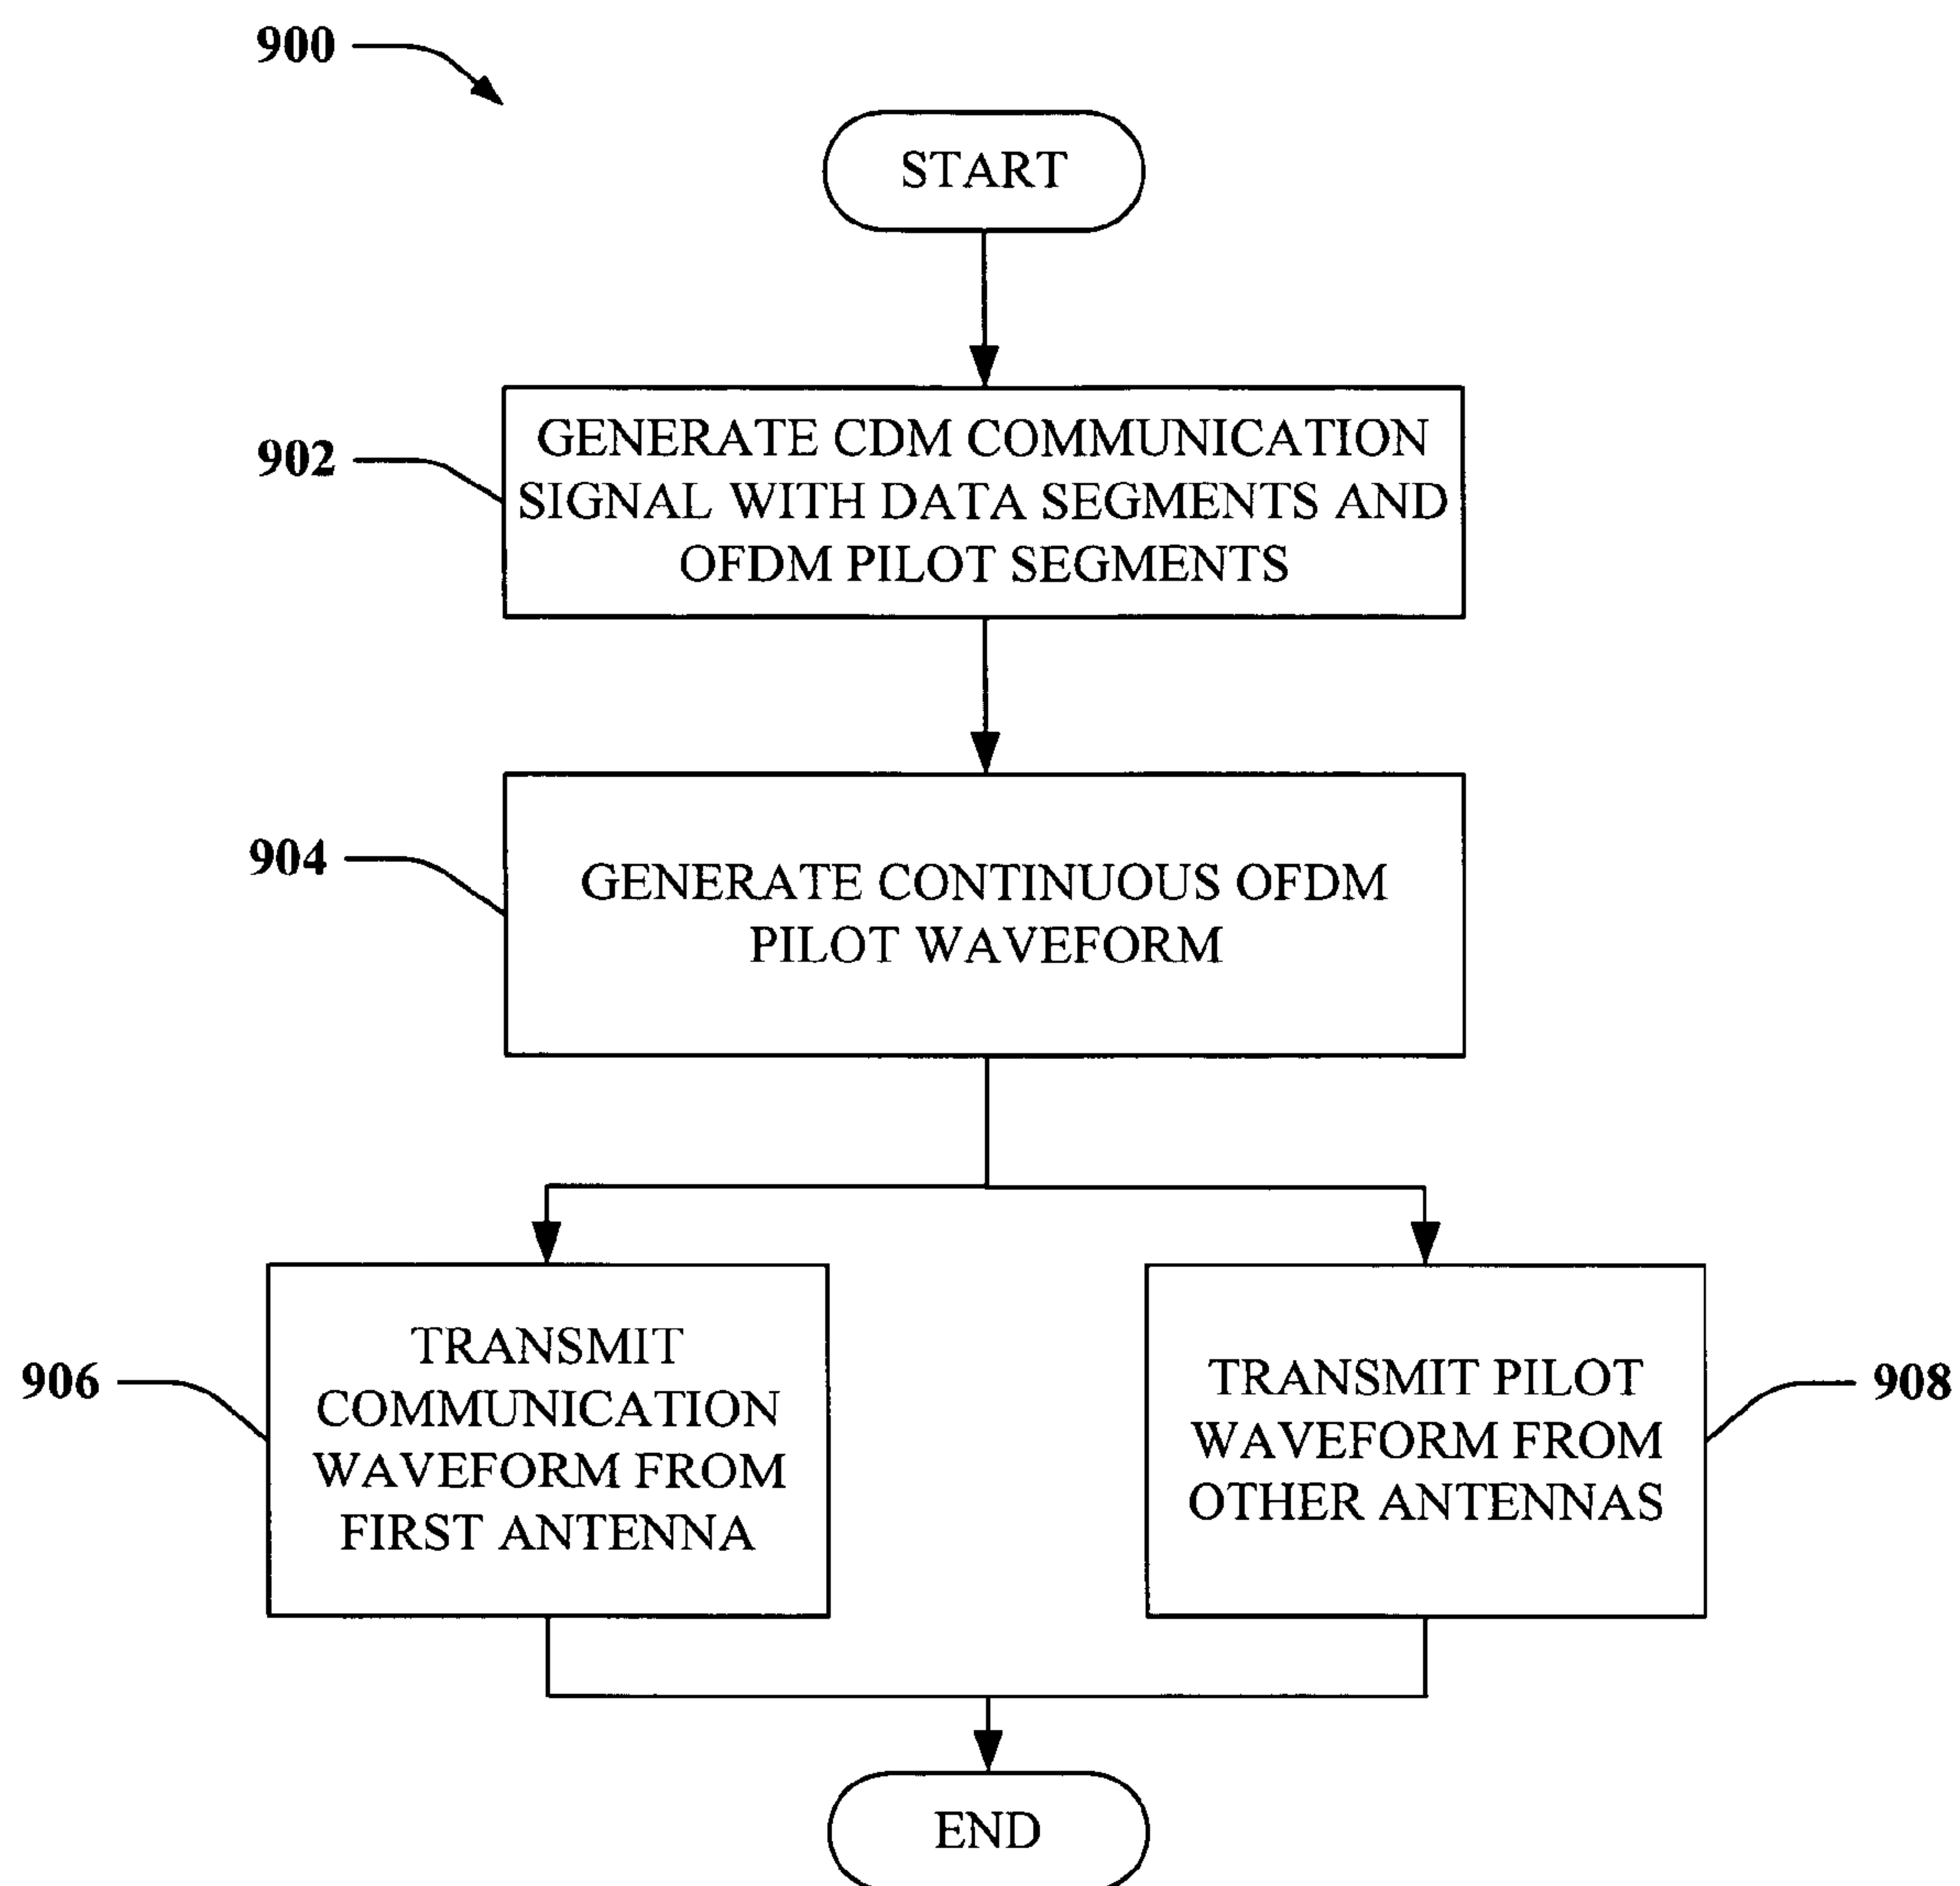 900
START
902
GENERATE CDM COMMUNICATION
SIGNAL WITH DATA SEGMENTS AND
OFDM PILOT SEGMENTS
904
GENERATE CONTINUOUS OFDM
PILOT WAVEFORM
906
TRANSMIT
COMMUNICATION
WAVEFORM FROM
FIRST ANTENNA
TRANSMIT PILOT
WAVEFORM FROM
OTHER ANTENNAS
908
END